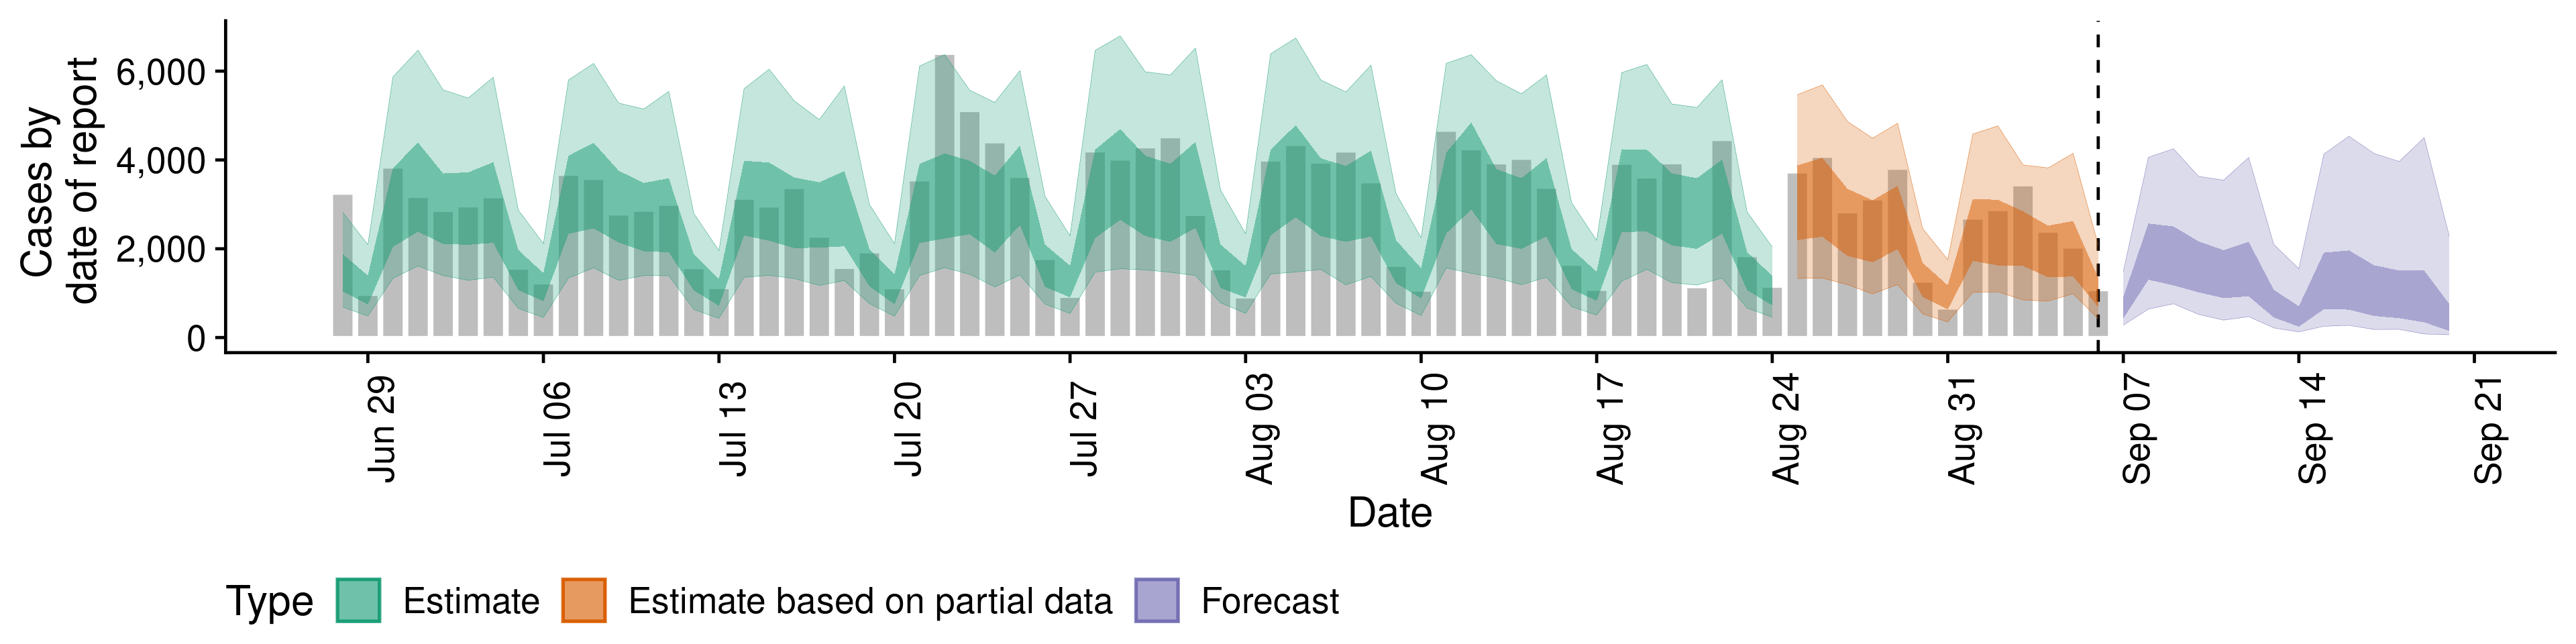 Cases by
date of report
6,000
4,000
2,000
0
Jun 29
Jul 06
Jul 13
Jul 20
Jul 27
Aug 03
Aug 10
Aug 17
Aug 24
Aug 31
Sep 07
Sep 14
Sep 21
Date
Type
Estimate
Estimate based on partial data
Forecast